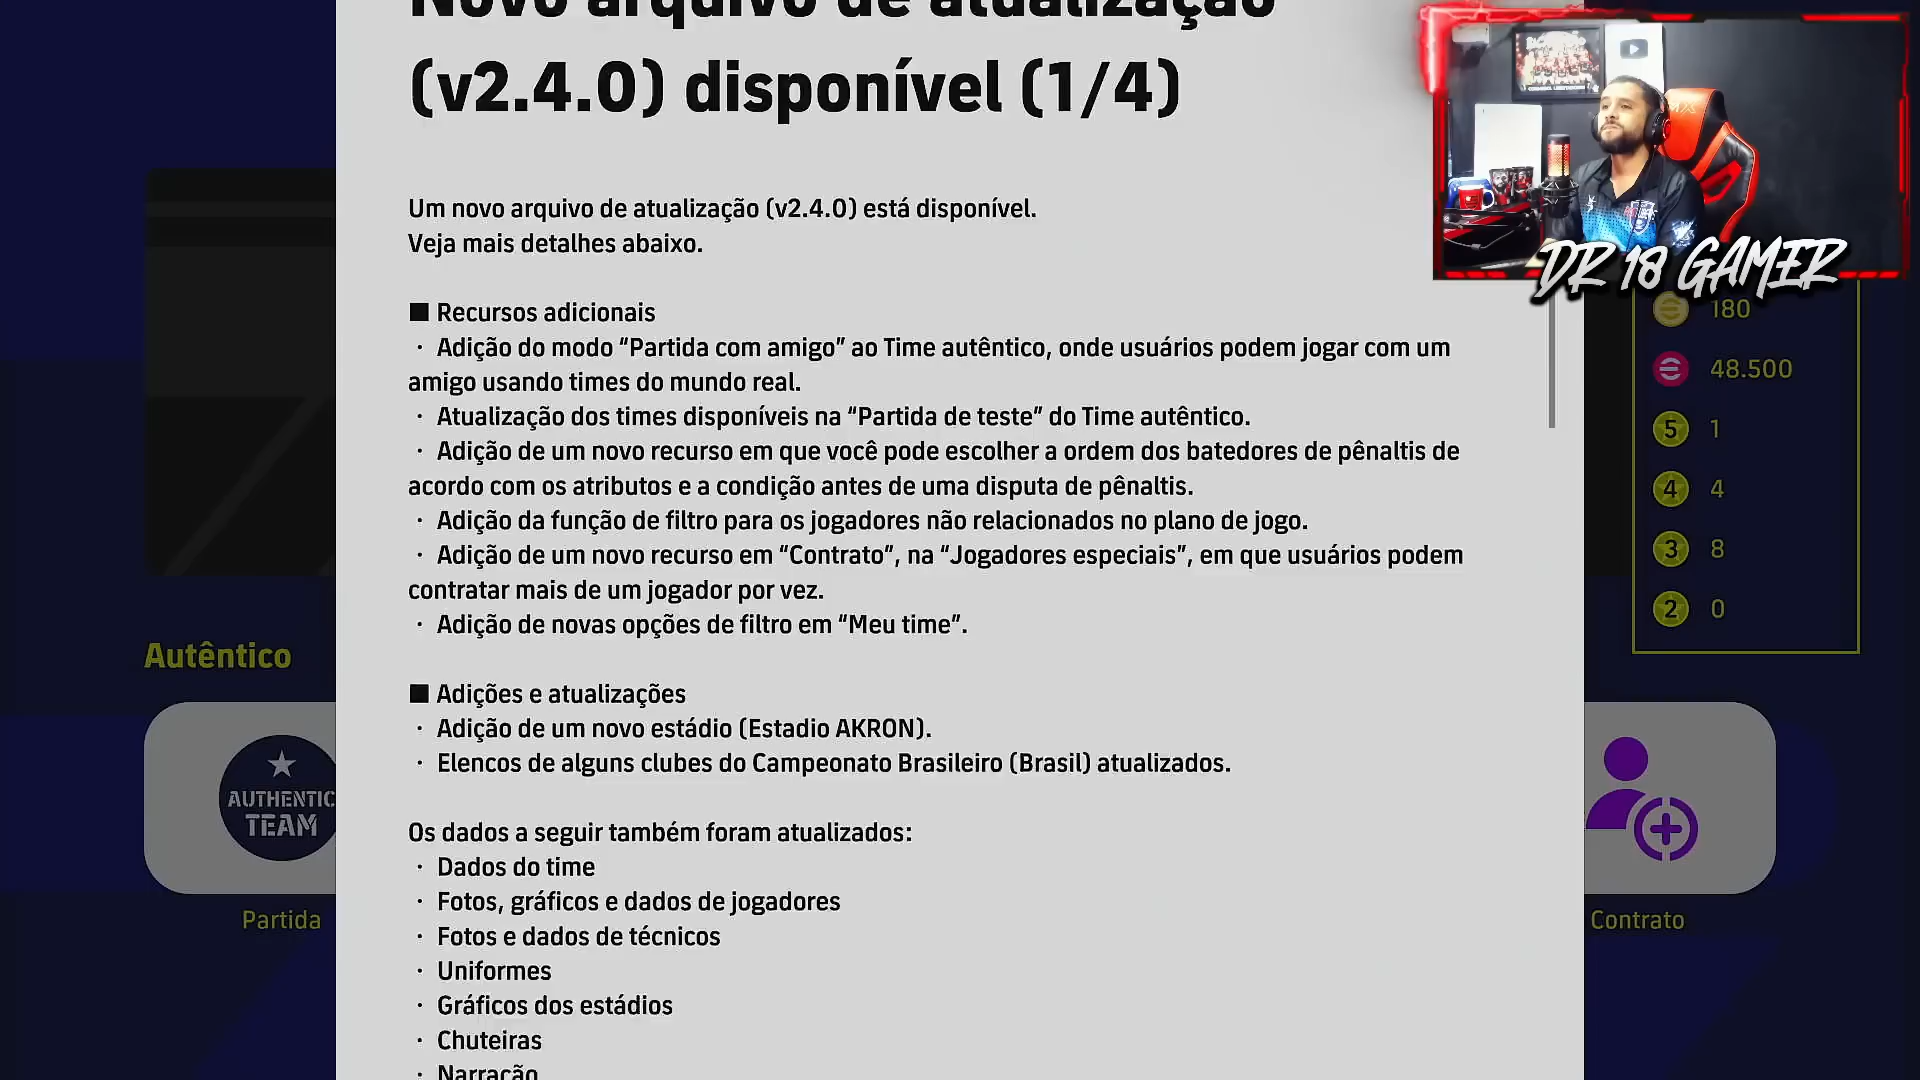 Novo arquivo de atualização
(v2.4.0) disponível (1/4)
Um novo arquivo de atualização (v2.4.0) está disponível.
Veja mais detalhes abaixo.
■ Recursos adicionais
・ Adição do modo “Partida com amigo” ao Time autêntico, onde usuários podem jogar com um
amigo usando times do mundo real.
・ Atualização dos times disponíveis na “Partida de teste” do Time autêntico.
・ Adição de um novo recurso em que você pode escolher a ordem dos batedores de pênaltis de
acordo com os atributos e a condição antes de uma disputa de pênaltis.
・ Adição da função de filtro para os jogadores não relacionados no plano de jogo.
・ Adição de um novo recurso em “Contrato”, na “Jogadores especiais”, em que usuários podem
contratar mais de um jogador por vez.
・ Adição de novas opções de filtro em “Meu time”.
■ Adições e atualizações
・ Adição de um novo estádio (Estadio AKRON).
・ Elencos de alguns clubes do Campeonato Brasileiro (Brasil) atualizados.
Os dados a seguir também foram atualizados:
・ Dados do time
・ Fotos, gráficos e dados de jogadores
・ Fotos e dados de técnicos
・ Uniformes
・ Gráficos dos estádios
・ Chuteiras
・ Narração
DR 18 GAMER
180
48.500
5 1
4 4
3 8
2 0
Autêntico
AUTHENTIC
TEAM
Partida
Contrato